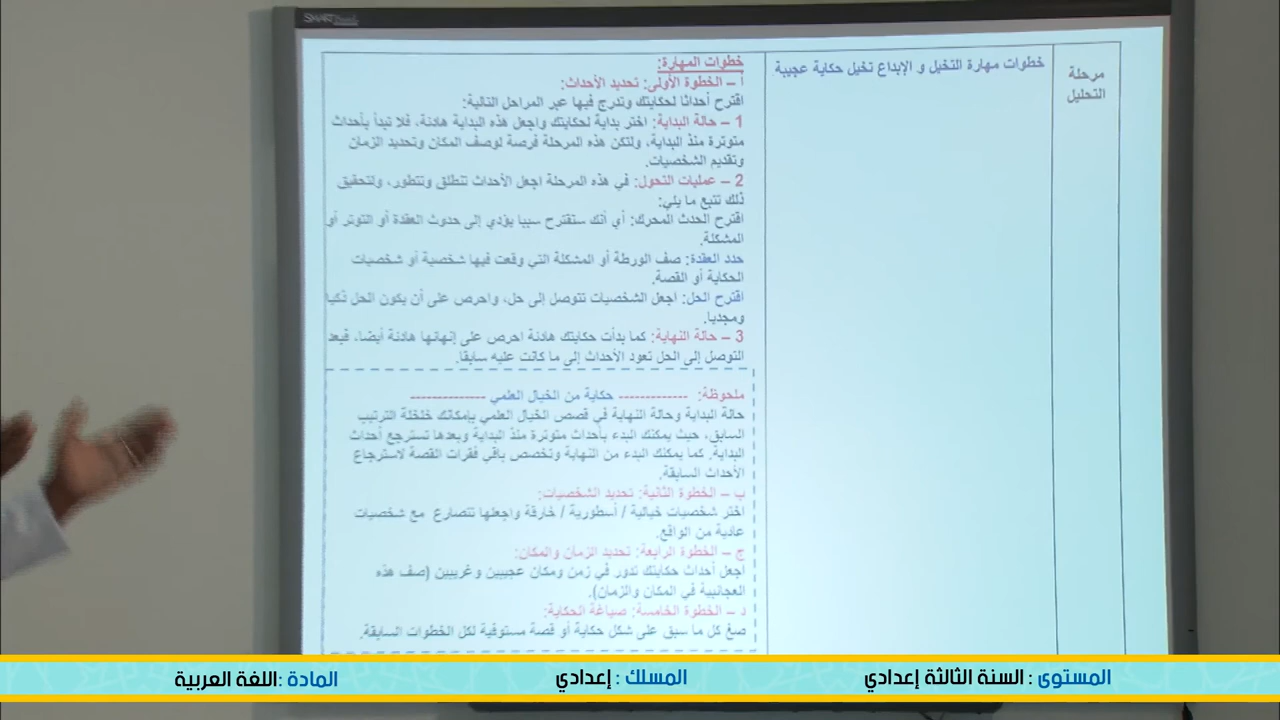 SMART
مرحلة
التحليل
خطوات مهارة التخيل و الإبداع تخيل حكاية عجيبة
خطوات المهارة:
أ – الخطوة الأولى: تحديد الأحداث:
اقترح أحداثا لحكايتك وتدرج فيها عبر المراحل التالية:
1 – حالة البداية: اختر بداية لحكايتك واجعل هذه البداية هادئة، فلا تبدأ بأحداث
متوترة منذ البداية، ولتكن هذه المرحلة فرصة لوصف المكان وتحديد الزمان
وتقديم الشخصيات.
2 – عمليات التحول: في هذه المرحلة اجعل الأحداث تنطلق وتتطور، ولتحقيق
ذلك تتبع ما يلي:
اقترح الحدث المحرك: أي أنك ستقترح سببا يؤدي إلى حدوث العقدة أو التوتر أو
المشكلة.
حدد العقدة: صف الورطة أو المشكلة التي وقعت فيها شخصية أو شخصيات
الحكاية أو القصة.
اقترح الحل: اجعل الشخصيات تتوصل إلى حل، واحرص على أن يكون الحل ذكيا
ومجديا.
3 – حالة النهاية: كما بدأت حكايتك هادئة احرص على إنهائها هادئة أيضا، فبعد
التوصل إلى الحل تعود الأحداث إلى ما كانت عليه سابقا.
ملحوظة: ------------- حكاية من الخيال العلمي --------------
حالة البداية وحالة النهاية في قصص الخيال العلمي بإمكانك خلخلة الترتيب
السابق، حيث يمكنك البدء بأحداث متوترة منذ البداية وبعدها تسترجع أحداث
البداية. كما يمكنك البدء من النهاية وتخصص باقي فقرات القصة لاسترجاع
الأحداث السابقة.
ب – الخطوة الثانية: تحديد الشخصيات:
اختر شخصيات خيالية / أسطورية / خارقة واجعلها تتصارع مع شخصيات
عادية من الواقع.
ج – الخطوة الرابعة: تحديد الزمان والمكان:
اجعل أحداث حكايتك تدور في زمن ومكان عجيبين وغريبين (صف هذه
العجائبية في المكان والزمان).
د – الخطوة الخامسة: صياغة الحكاية:
صغ كل ما سبق على شكل حكاية أو قصة مستوفية لكل الخطوات السابقة.
المستوى : السنة الثالثة إعدادي
المسلك : إعدادي
المادة :اللغة العربية